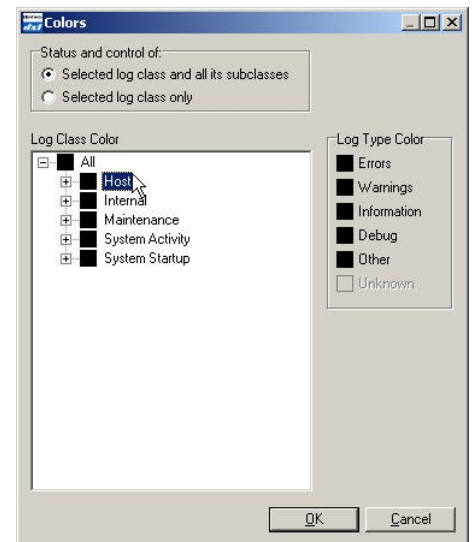 Colors
Status and control of:
Selected log class and all its subclasses
Selected log class only
Log Class Color
All
Host
Internal
Maintenance
System Activity
System Startup
Log Type Color
Errors
Warnings
Information
Debug
Other
Unknown
OK
Cancel